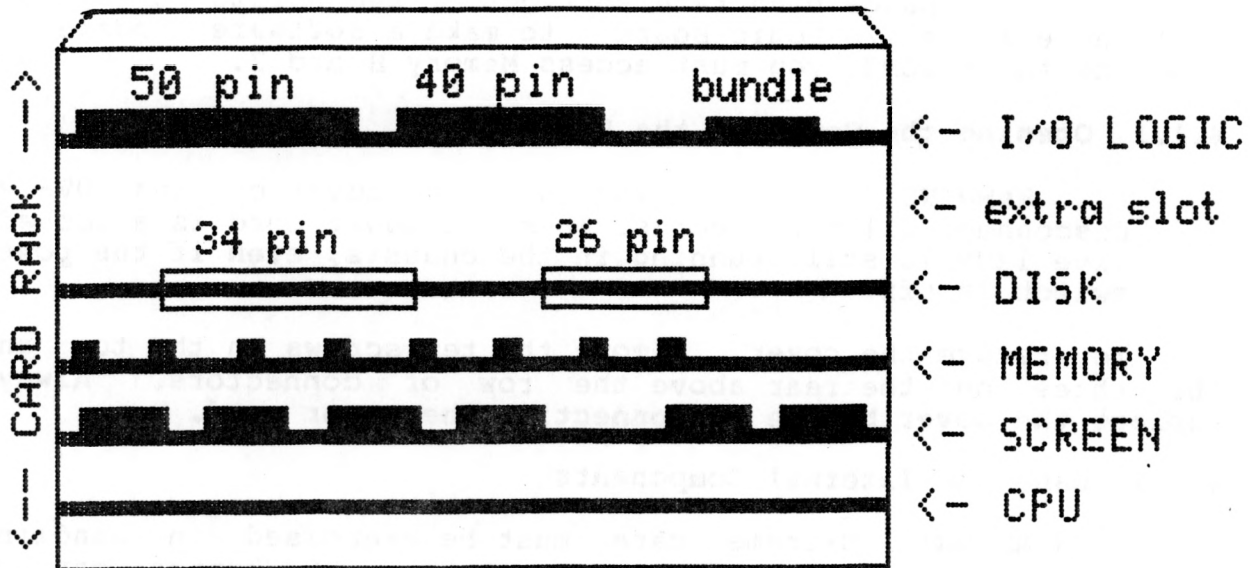 50 pin 40 pin bundle
<- I/O LOGIC
<- extra slot
34 pin 26 pin
<- DISK
<- MEMORY
<- SCREEN
<- CPU
<--- CARD RACK --->